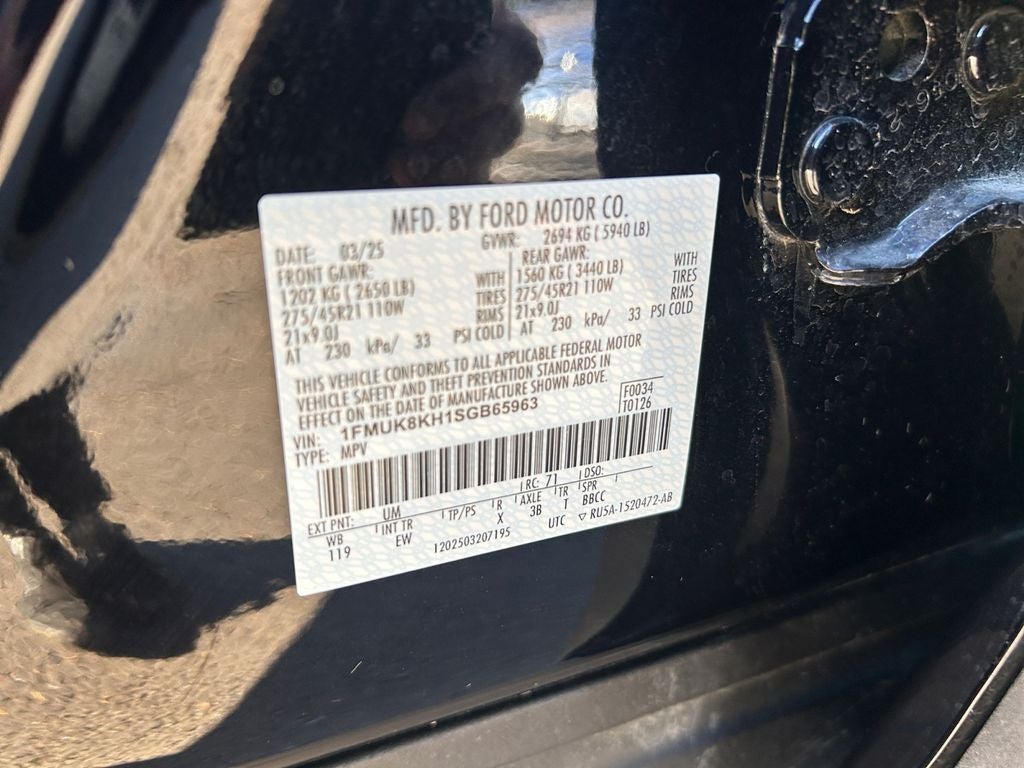 MFD. BY FORD MOTOR CO.
DATE: 03/25 GVWR: 2694 KG ( 5940 LB)
FRONT GAWR: REAR GAWR:
1202 KG ( 2650 LB) WITH 1560 KG ( 3440 LB) WITH
275/45R21 110W TIRES 275/45R21 110W TIRES
21x9.0J RIMS 21x9.0J RIMS
AT 230 kPa/ 33 PSI COLD AT 230 kPa/ 33 PSI COLD
THIS VEHICLE CONFORMS TO ALL APPLICABLE FEDERAL MOTOR
VEHICLE SAFETY AND THEFT PREVENTION STANDARDS IN
EFFECT ON THE DATE OF MANUFACTURE SHOWN ABOVE.
VIN: 1FMUK8KH1SGB65963 F0034
TYPE: MPV T0126
EXT PNT: UM RC: 71 DSO:
WB INT TR TP/PS R AXLE TR SPR
119 EW X 3B T BBCC
1202503207195 UTC ▽ RU5A-1520472-AB